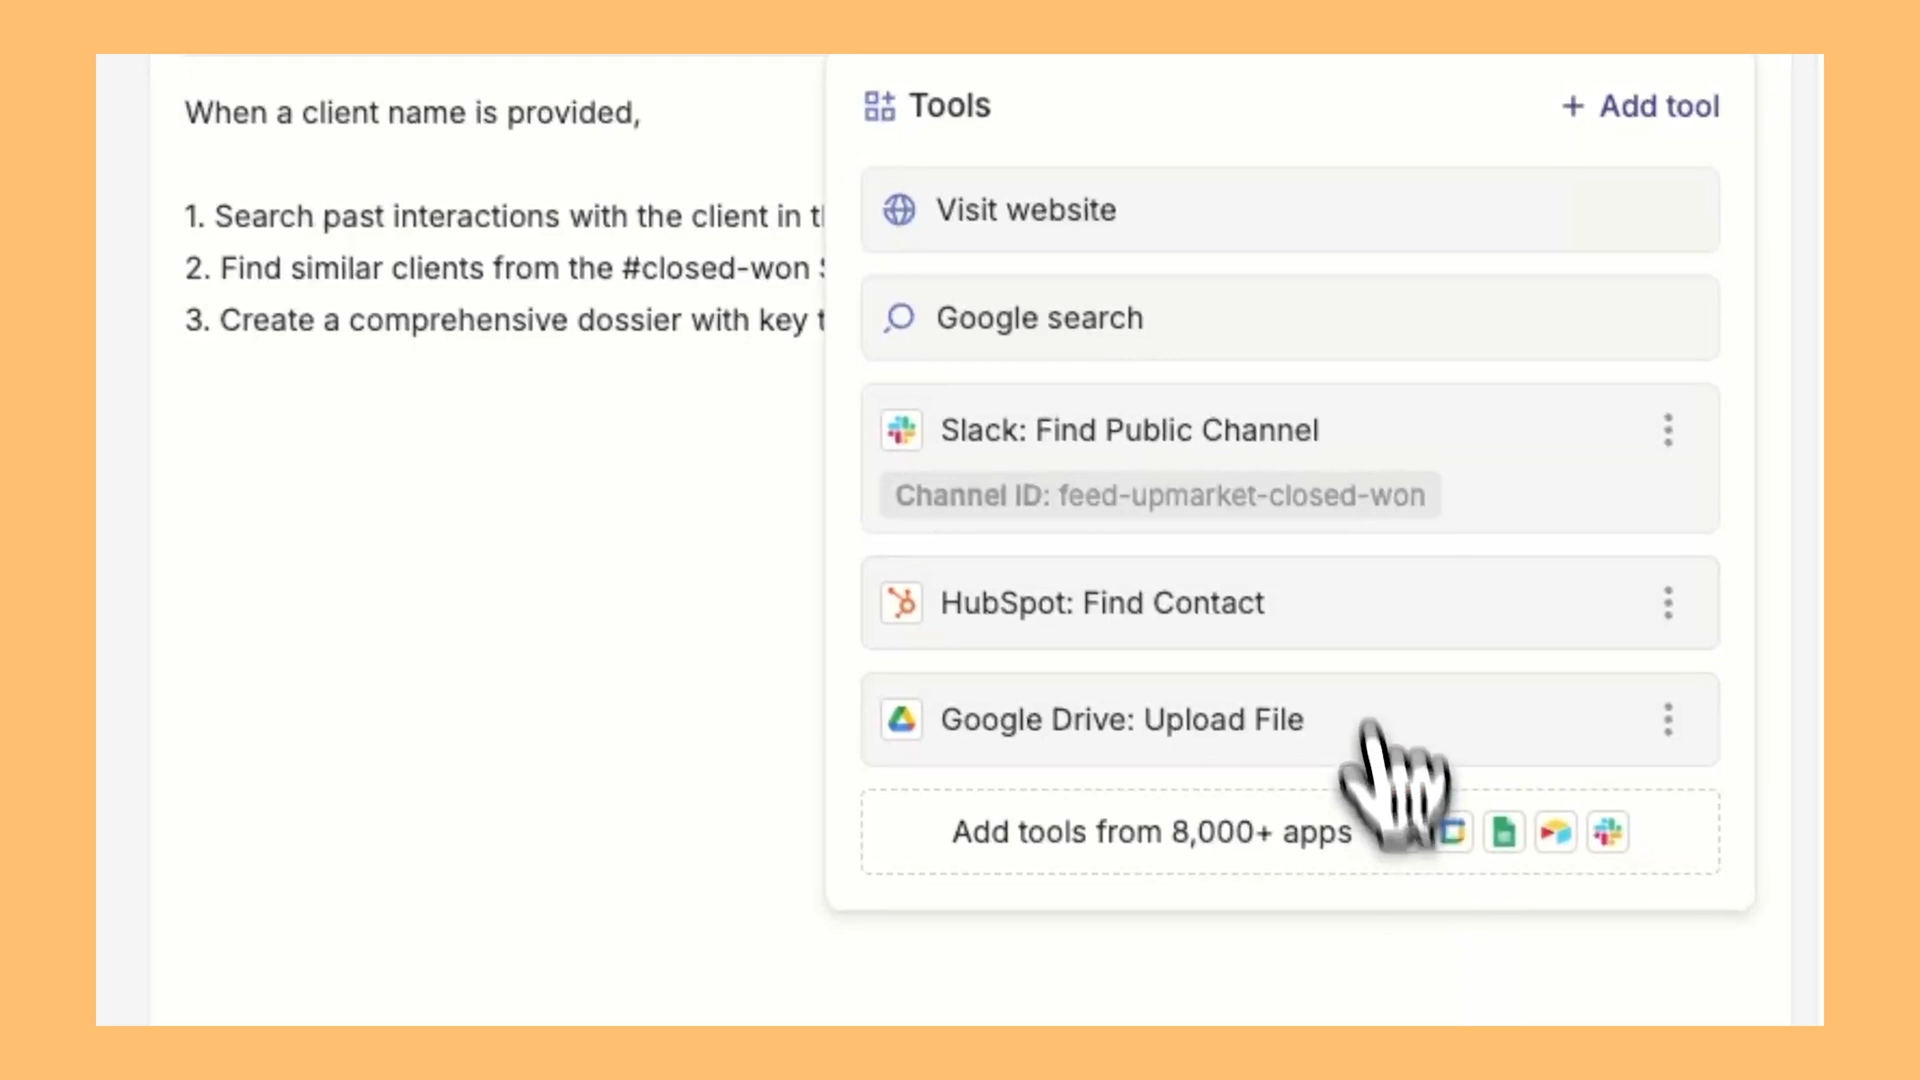 When a client name is provided,
1. Search past interactions with the client in
2. Find similar clients from the #closed-won
3. Create a comprehensive dossier with key
Tools
+ Add tool
Visit website
Google search
Slack: Find Public Channel
Channel ID: feed-upmarket-closed-won
HubSpot: Find Contact
Google Drive: Upload File
Add tools from 8,000+ apps